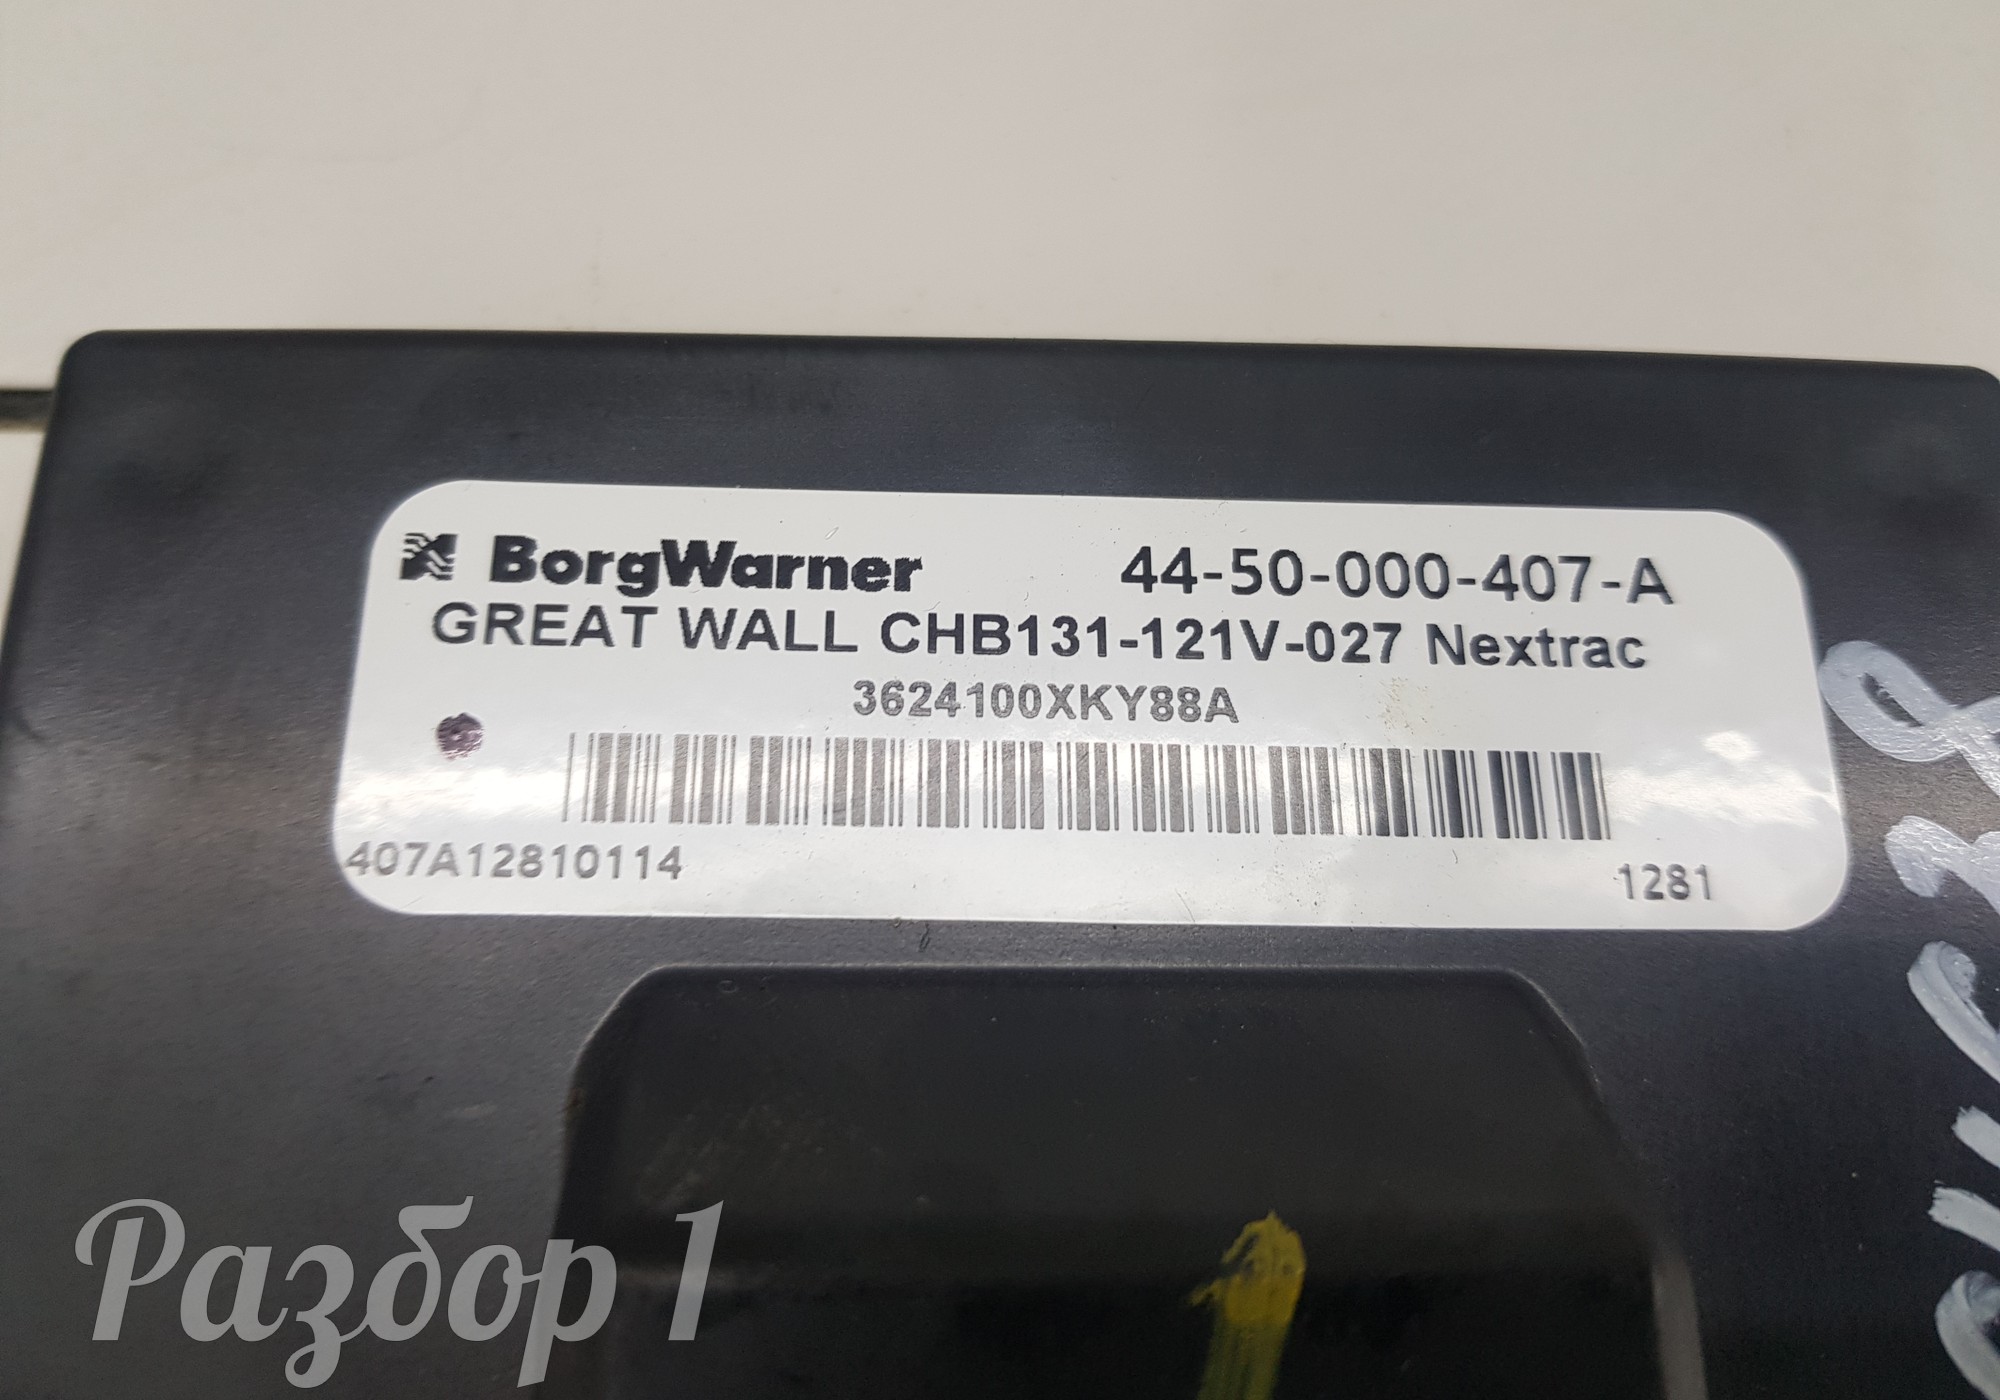 BorgWarner 44-50-000-407-A
GREAT WALL CHB131-121V-027 Nextrac
3624100XKY88A
407A12810114 1281
Разбор 1